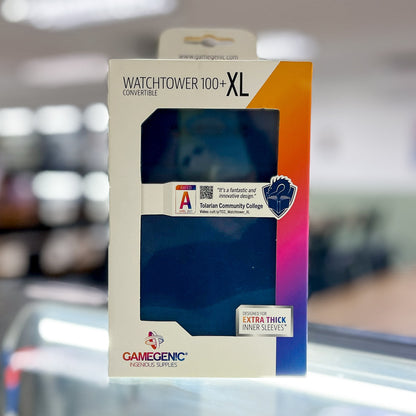 www.gamegenic.com
WATCHTOWER 100+XL
CONVERTIBLE
A
"It's a fantastic and
innovative design."
Tolarian Community College
DESIGNED FOR
EXTRA THICK
INNER SLEEVES*
GAMEGENIC®
INGENIOUS SUPPLIES